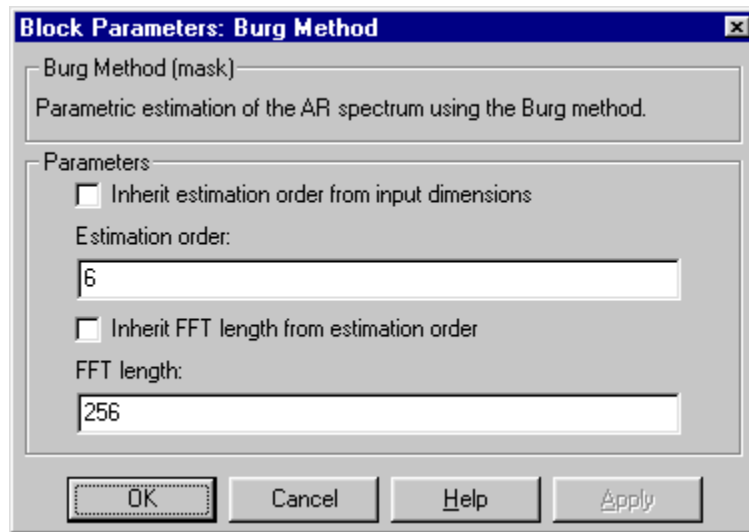 Block Parameters: Burg Method
Burg Method (mask)
Parametric estimation of the AR spectrum using the Burg method.
Parameters
Inherit estimation order from input dimensions
Estimation order:
6
Inherit FFT length from estimation order
FFT length:
256
OK Cancel Help Apply